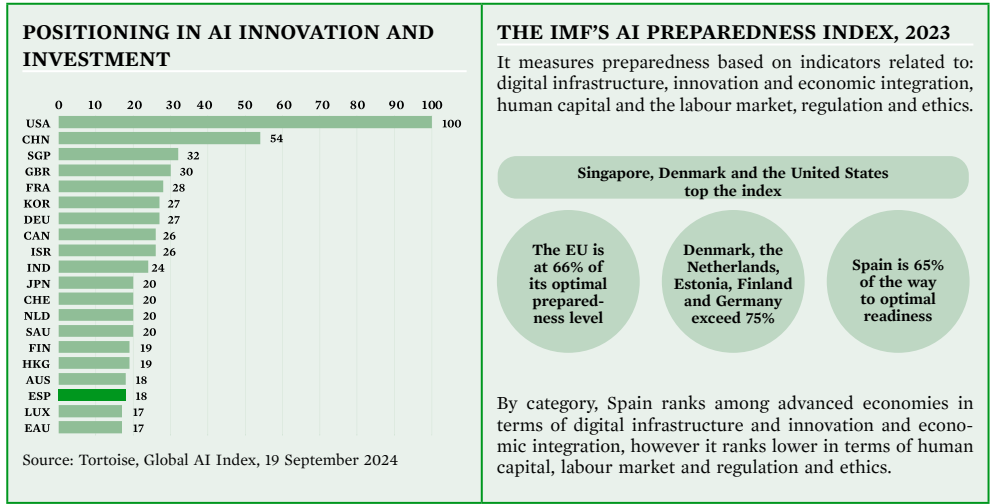 POSITIONING IN AI INNOVATION AND
INVESTMENT
0 10 20 30 40 50 60 70 80 90 100
USA 100
CHN 54
SGP 32
GBR 30
FRA 28
KOR 27
DEU 27
CAN 26
ISR 26
IND 24
JPN 20
CHE 20
NLD 20
SAU 20
FIN 19
HKG 19
AUS 18
ESP 18
LUX 17
EAU 17
Source: Tortoise, Global AI Index, 19 September 2024
THE IMF'S AI PREPAREDNESS INDEX, 2023
It measures preparedness based on indicators related to:
digital infrastructure, innovation and economic integration,
human capital and the labour market, regulation and ethics.
Singapore, Denmark and the United States
top the index
The EU is
at 66% of
its optimal
prepared-
ness level
Denmark, the
Netherlands,
Estonia, Finland
and Germany
exceed 75%
Spain is 65%
of the way
to optimal
readiness
By category, Spain ranks among advanced economies in
terms of digital infrastructure and innovation and econo-
mic integration, however it ranks lower in terms of human
capital, labour market and regulation and ethics.